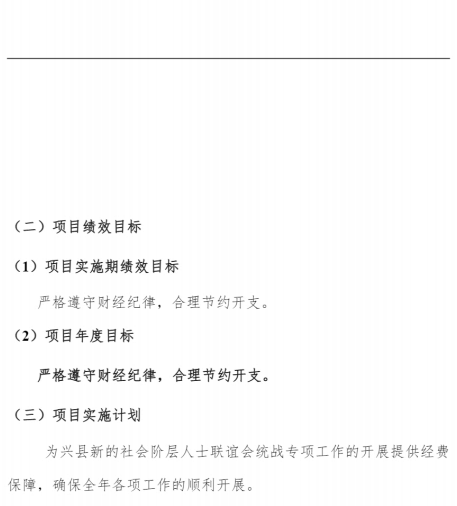 （二）项目绩效目标
（1）项目实施期绩效目标
严格遵守财经纪律，合理节约开支。
（2）项目年度目标
严格遵守财经纪律，合理节约开支。
（三）项目实施计划
为兴县新的社会阶层人士联谊会统战专项工作的开展提供经费
保障，确保全年各项工作的顺利开展。